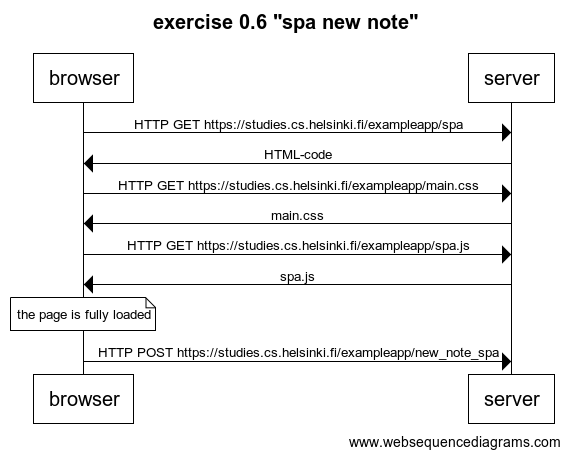 exercise 0.6 "spa new note"
browser
server
HTTP GET https://studies.cs.helsinki.fi/exampleapp/spa
HTML-code
HTTP GET https://studies.cs.helsinki.fi/exampleapp/main.css
main.css
HTTP GET https://studies.cs.helsinki.fi/exampleapp/spa.js
spa.js
the page is fully loaded
HTTP POST https://studies.cs.helsinki.fi/exampleapp/new_note_spa
browser
server
www.websequencediagrams.com